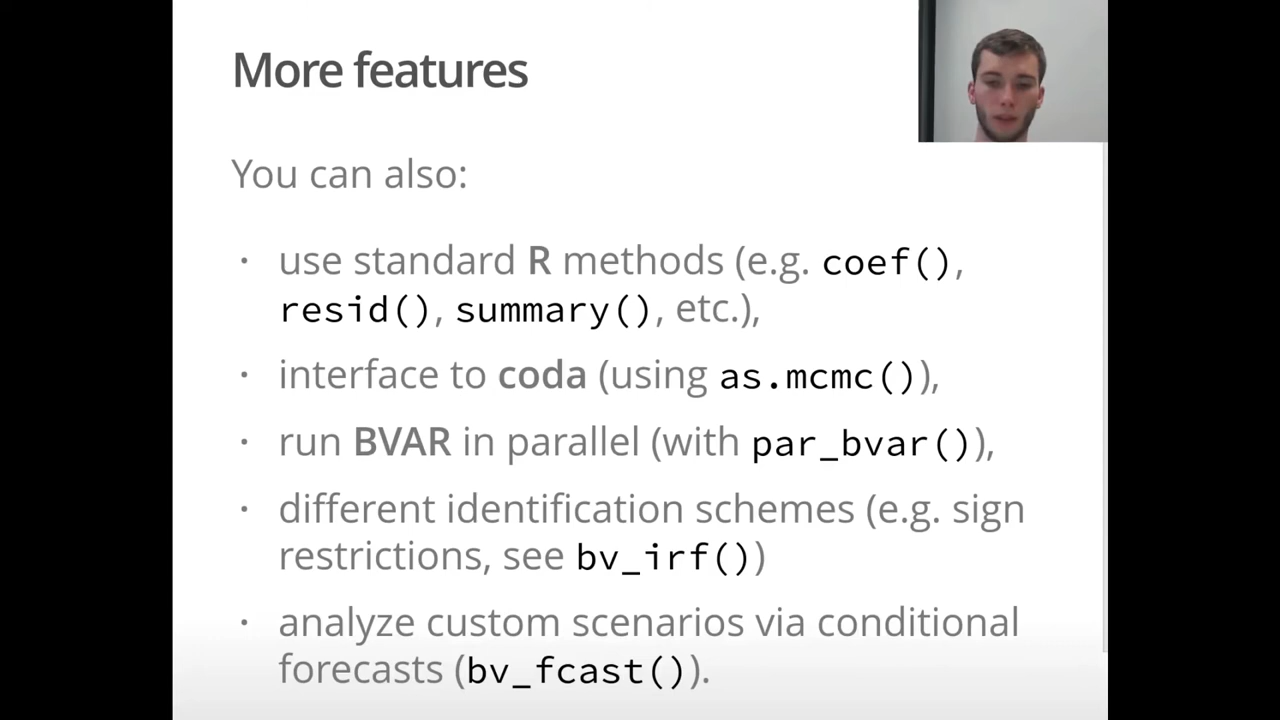 More features
You can also:
· use standard R methods (e.g. coef(),
resid(), summary(), etc.),
· interface to coda (using as.mcmc()),
· run BVAR in parallel (with par_bvar()),
· different identification schemes (e.g. sign
restrictions, see bv_irf())
· analyze custom scenarios via conditional
forecasts (bv_fcast()).